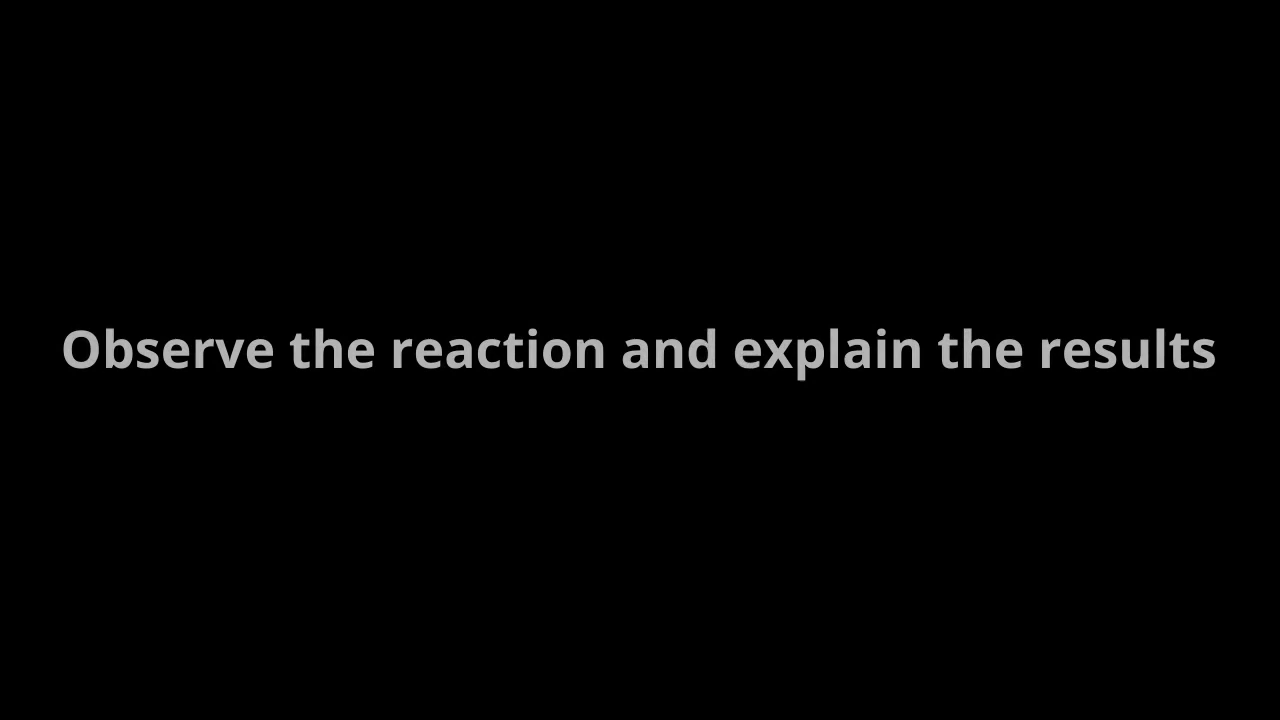 Observe the reaction and explain the results